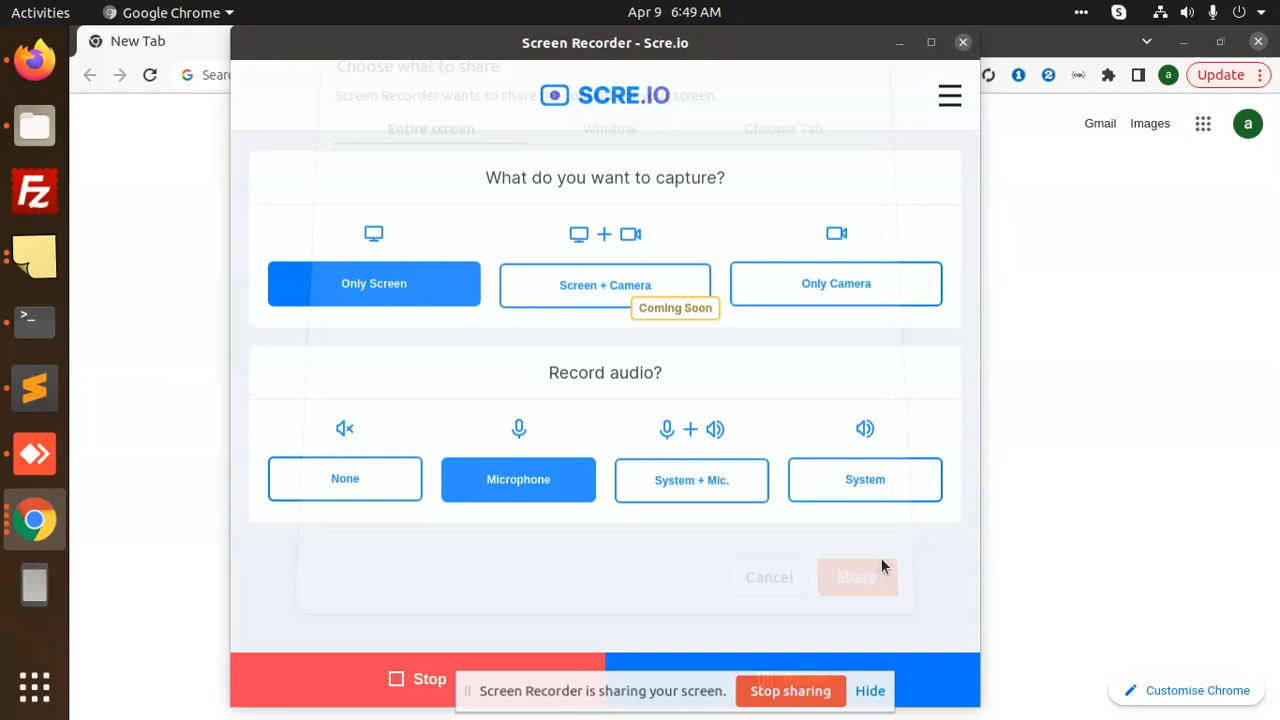 Activities
Google Chrome
Apr 9 6:49 AM
New Tab
Screen Recorder - Scre.io
Sear
Update
a
Choose what to share
Screen Recorder wants to share
screen.
SCRE.IO
Entire screen
Window
Chrome Tab
Gmail
Images
a
What do you want to capture?
Only Screen
Screen + Camera
Only Camera
Coming Soon
Record audio?
None
Microphone
System + Mic.
System
Cancel
Share
Stop
Screen Recorder is sharing your screen.
Stop sharing
Hide
Customise Chrome